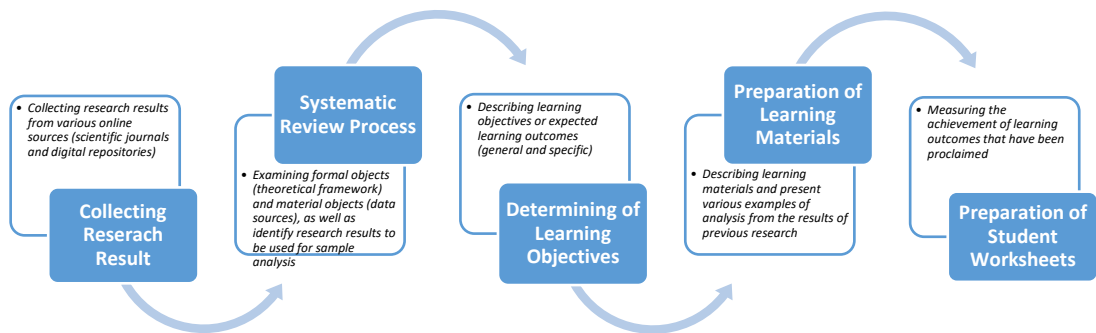 • Collecting research results
from various online
sources (scientific journals
and digital repositories)
Collecting
Reserach
Result
Systematic
Review Process
• Examining formal objects
(theoretical framework)
and material objects (data
sources), as well as
identify research results to
be used for sample
analysis
• Describing learning
objectives or expected
learning outcomes
(general and specific)
Determining of
Learning
Objectives
Preparation of
Learning
Materials
• Describing learning
materials and present
various examples of
analysis from the results of
previous research
• Measuring the
achievement of learning
outcomes that have been
proclaimed
Preparation of
Student
Worksheets